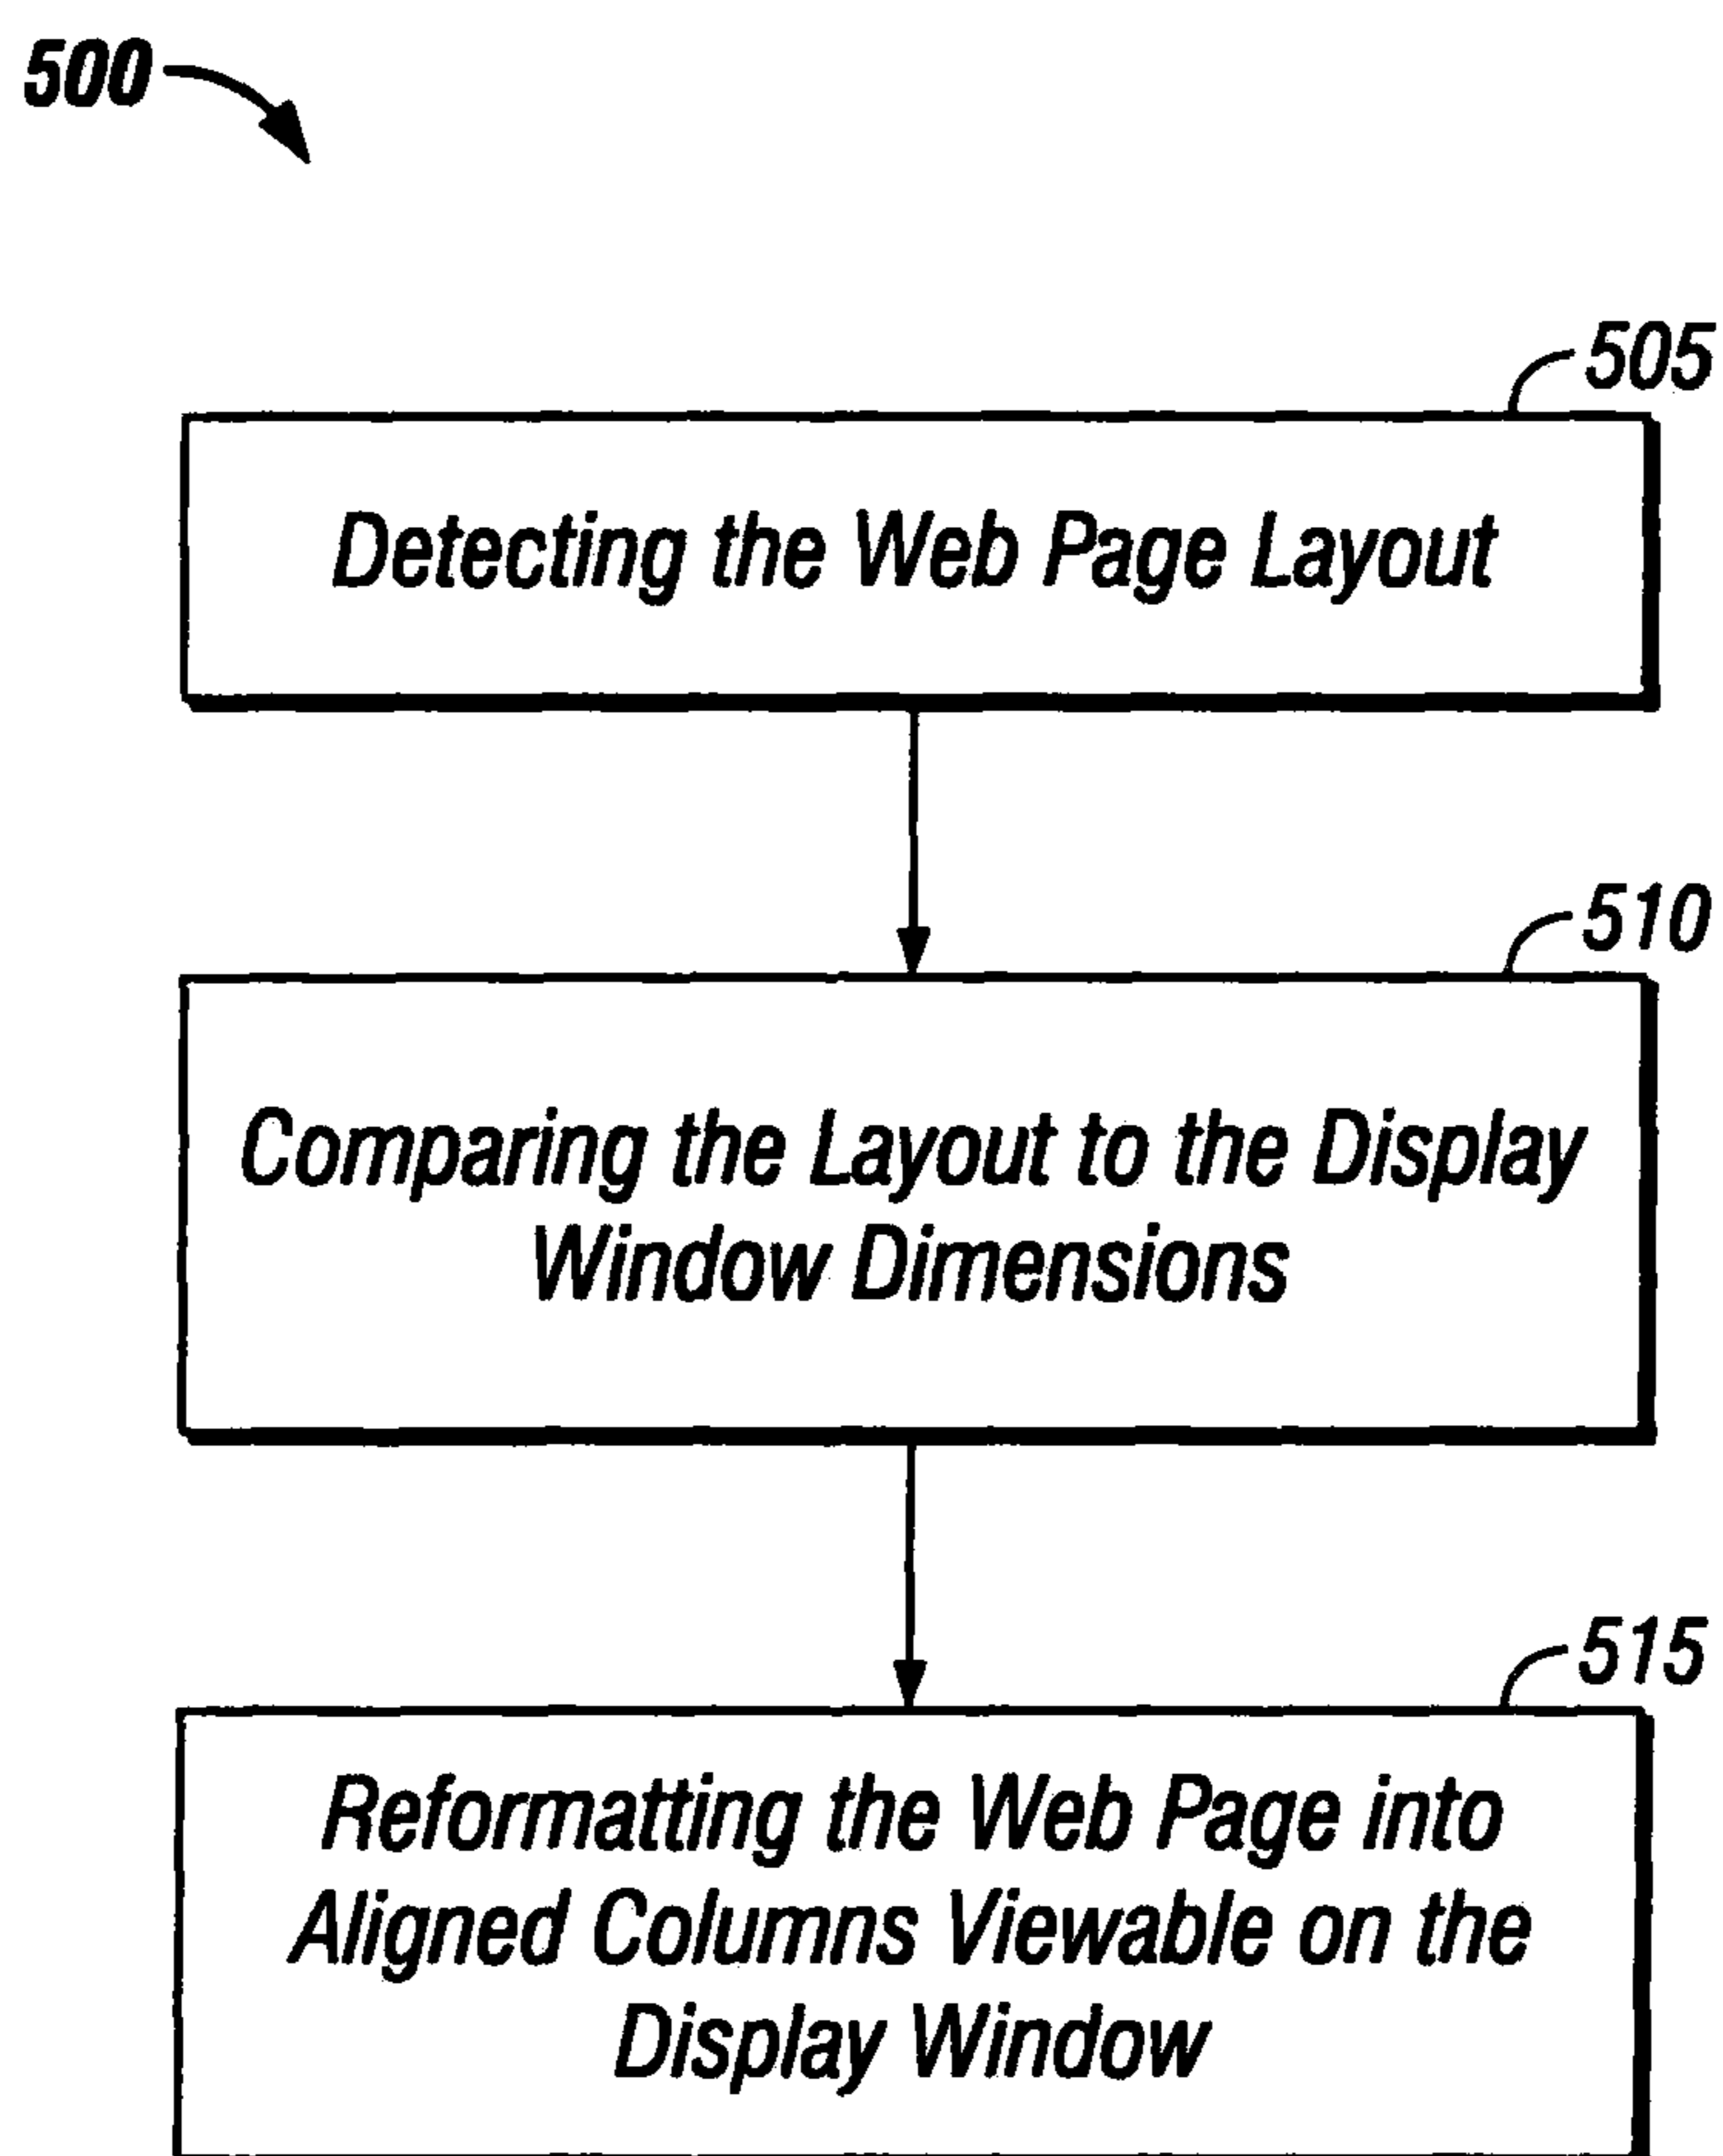 500
505
Detecting the Web Page Layout
510
Comparing the Layout to the Display
Window Dimensions
515
Reformatting the Web Page into
Aligned Columns Viewable on the
Display Window